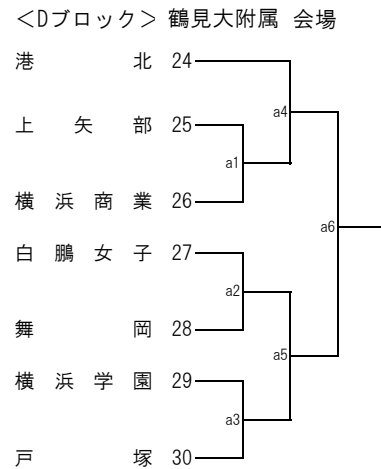 ＜Dブロック＞ 鶴見大附属 会場
港北 24
a4
上矢部 25
a1
横浜商業 26
a6
白鵬女子 27
a2
舞岡 28
a5
横浜学園 29
a3
戸塚 30